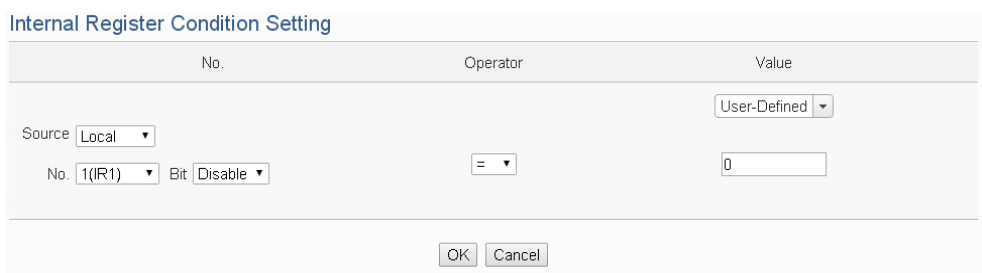 Internal Register Condition Setting
No. Operator Value
User-Defined
Source Local
No. 1(IR1) Bit Disable = 0
OK Cancel